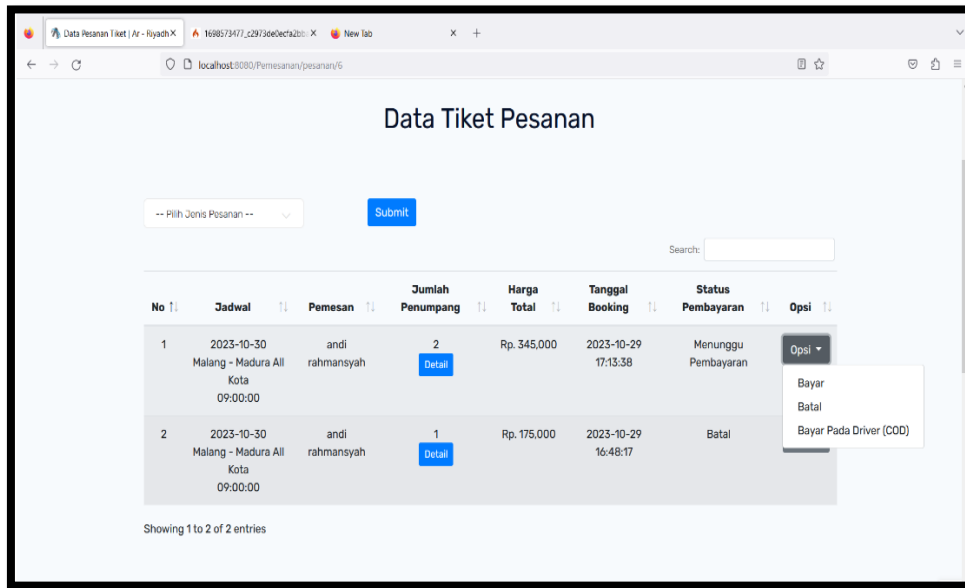 Data Pesanan Tiket | Ar - Riyadh
1698573477_c2973de0ecfa2bb
New Tab
localhost:8080/Pemesanan/pesanan/6
Data Tiket Pesanan
-- Pilih Jenis Pesanan --
Submit
Search:
No Jadwal Pemesan Jumlah Penumpang Harga Total Tanggal Booking Status Pembayaran Opsi
1 2023-10-30 andi 2 Rp. 345,000 2023-10-29 Menunggu Opsi
Malang - Madura All rahmansyah Detail 17:13:38 Pembayaran
Kota
09:00:00
Bayar
Batal
Bayar Pada Driver (COD)
2 2023-10-30 andi 1 Rp. 175,000 2023-10-29 Batal
Malang - Madura All rahmansyah Detail 16:48:17
Kota
09:00:00
Showing 1 to 2 of 2 entries